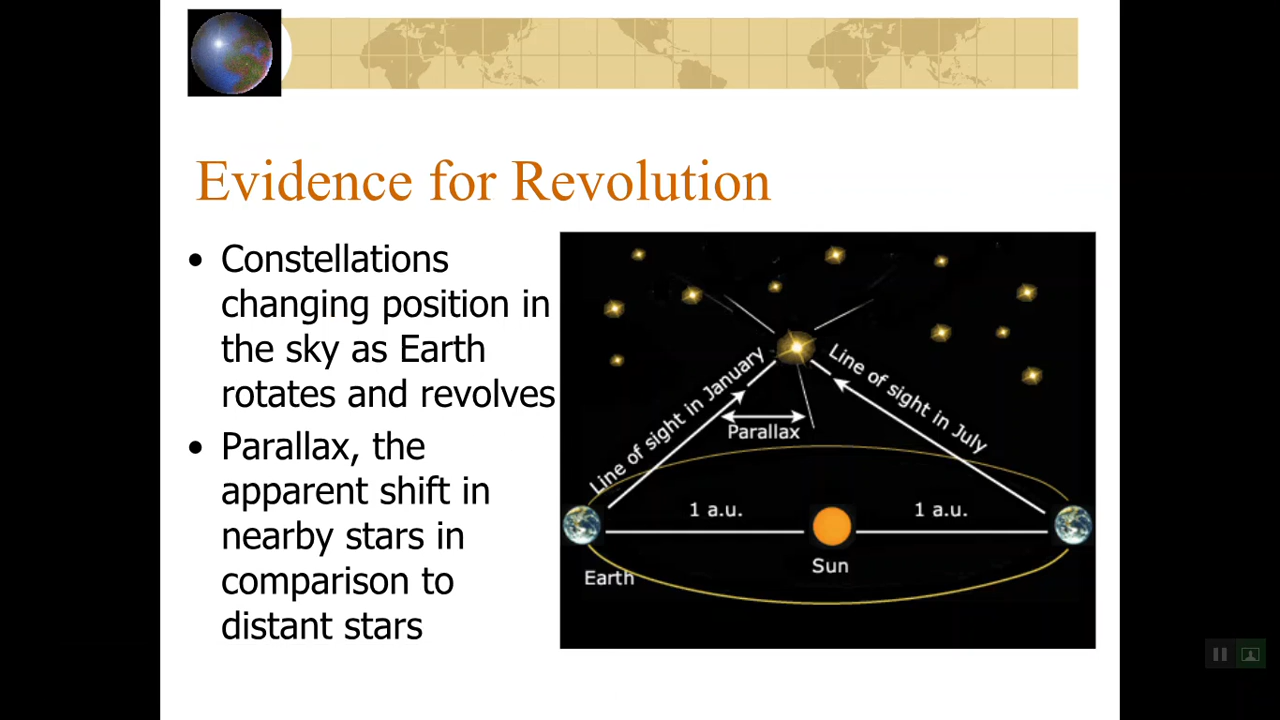 Evidence for Revolution
• Constellations
changing position in
the sky as Earth
rotates and revolves
• Parallax, the
apparent shift in
nearby stars in
comparison to
distant stars
Line of sight in January
Line of sight in July
Parallax
1 a.u.
1 a.u.
Sun
Earth